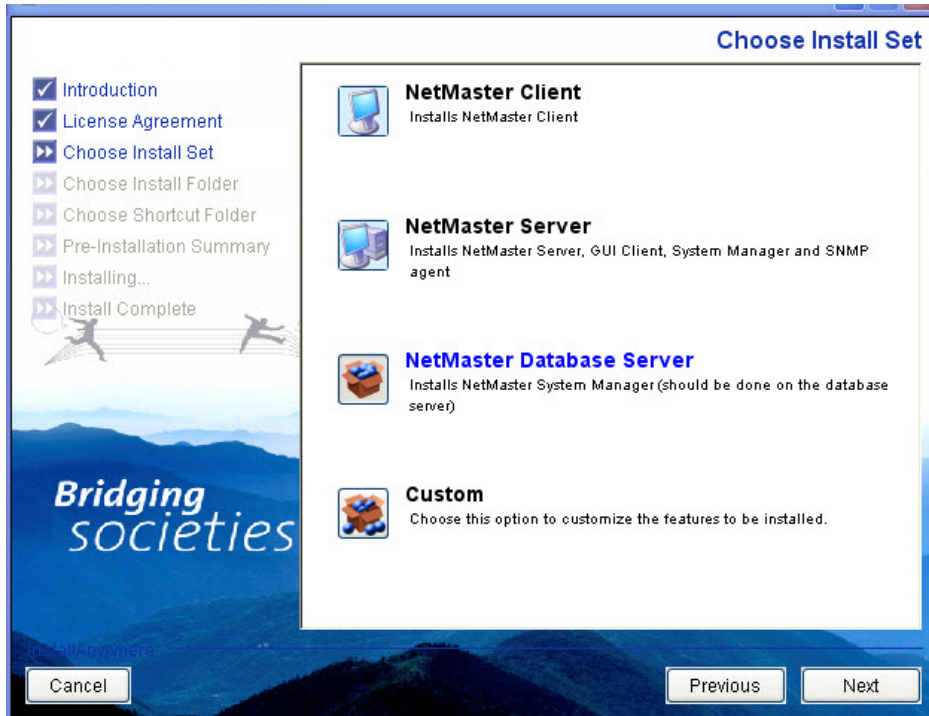 Choose Install Set
Introduction
License Agreement
Choose Install Set
Choose Install Folder
Choose Shortcut Folder
Pre-Installation Summary
Installing...
Install Complete
NetMaster Client
Installs NetMaster Client
NetMaster Server
Installs NetMaster Server, GUI Client, System Manager and SNMP
agent
NetMaster Database Server
Installs NetMaster System Manager (should be done on the database
server)
Custom
Choose this option to customize the features to be installed.
Bridging
societies
InstallAnywhere
Cancel
Previous
Next